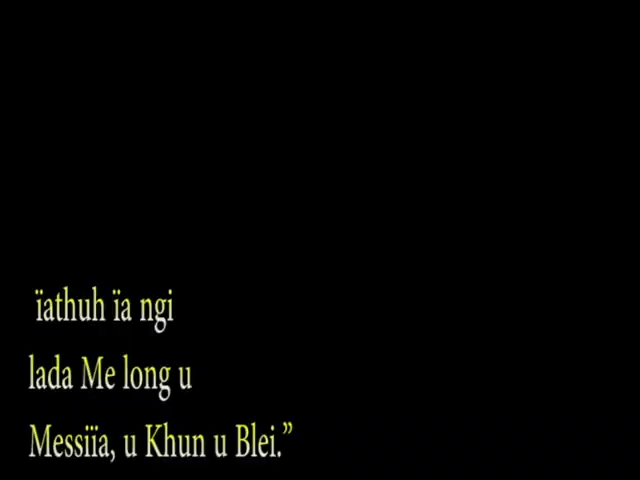 ïathuh ïa ngi
lada Me long u
Messiïa, u Khun u Blei.”